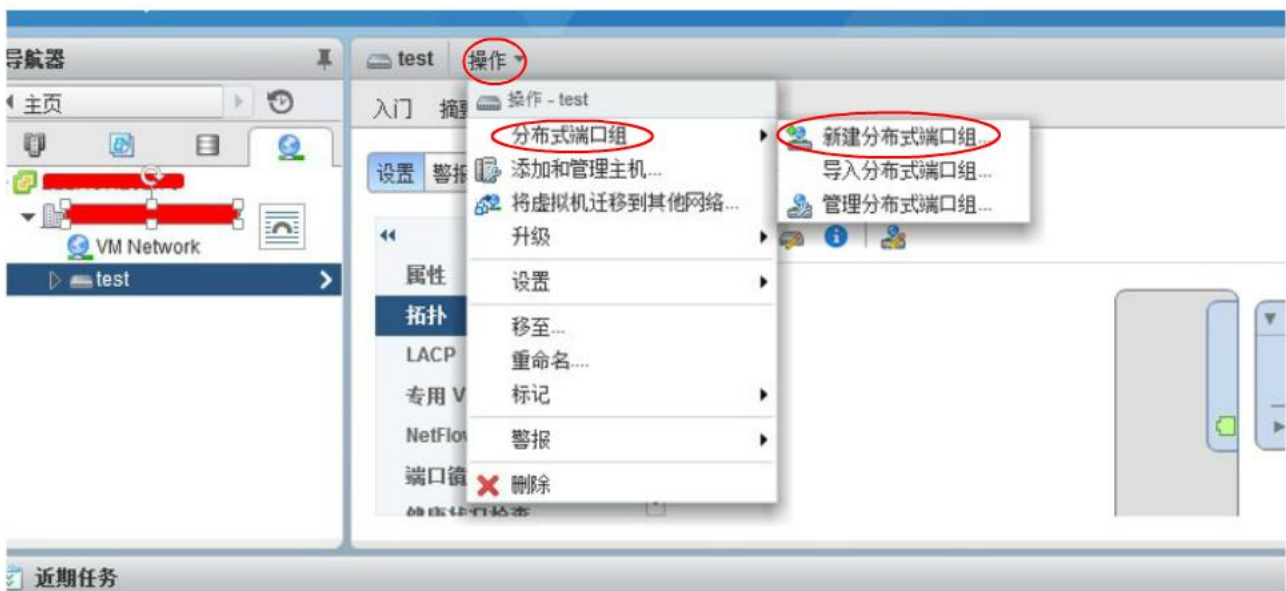 导航器
test 操作
主页
入门
操作 - test
分布式端口组
新建分布式端口组...
设置
添加和管理主机...
导入分布式端口组...
将虚拟机迁移到其他网络...
管理分布式端口组...
VM Network
升级
test
属性
设置
拓扑
移至...
LACP
重命名....
专用 V
标记
NetFlow
警报
删除
近期任务